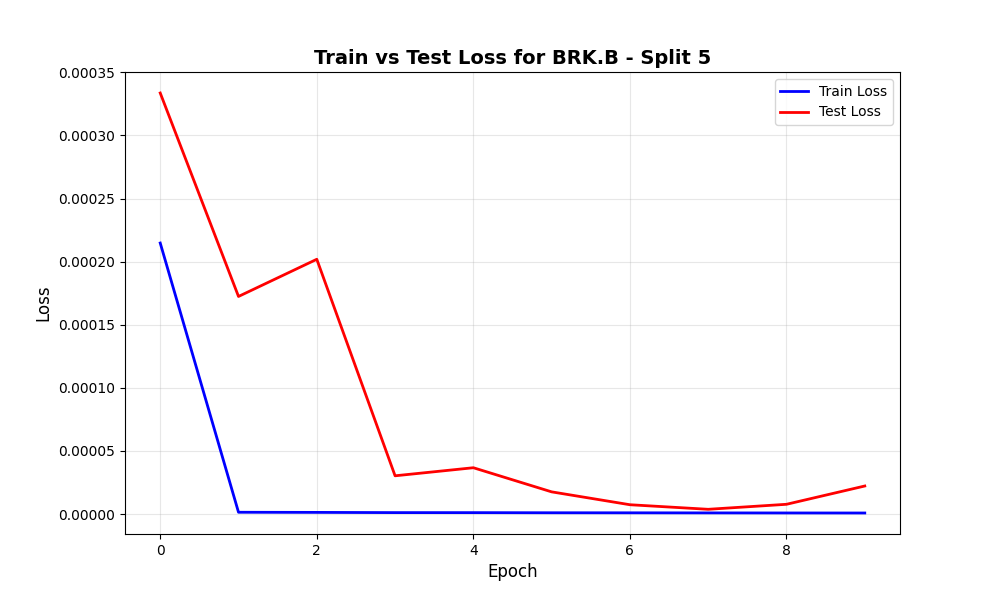 Train vs Test Loss for BRK.B - Split 5
Train Loss
Test Loss
Loss
0.00035
0.00030
0.00025
0.00020
0.00015
0.00010
0.00005
0.00000
0 2 4 6 8
Epoch